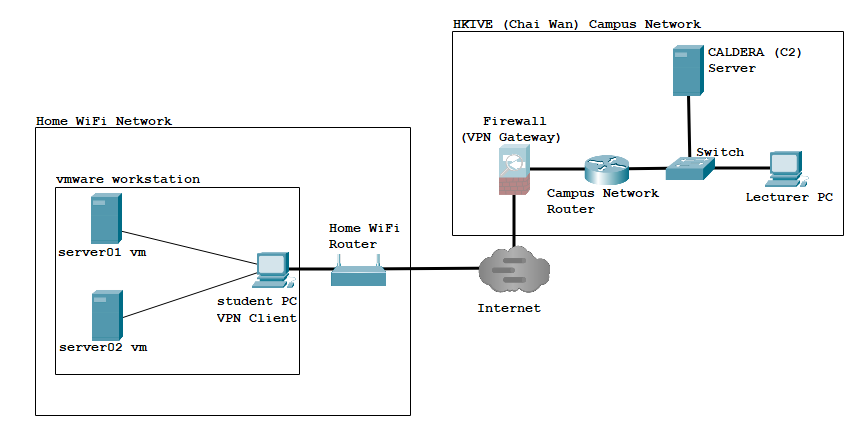 HKIVE (Chai Wan) Campus Network
CALDERA (C2)
Server
Firewall
(VPN Gateway)
Switch
Campus Network
Router
Lecturer PC
Home WiFi Network
vmware workstation
server01 vm
Home WiFi
Router
student PC
VPN Client
server02 vm
Internet